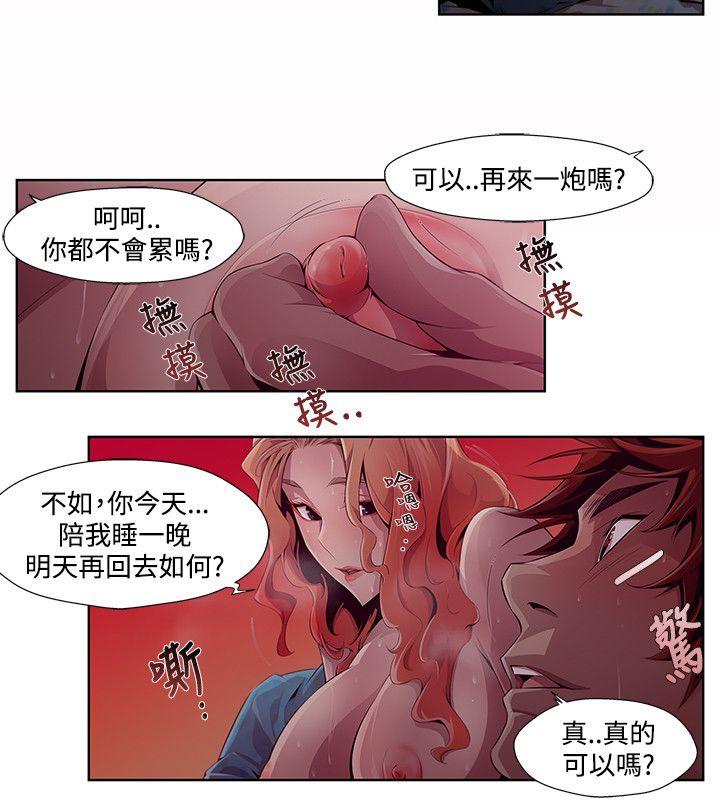 可以..再來一炮嗎?
呵呵..
你都不會累嗎?
撫
摸
撫
摸
撫
摸..
不如,你今天...
陪我睡一晚
明天再回去如何?
哈嗯嗯..
嘶..
驚
真..真的
可以嗎?